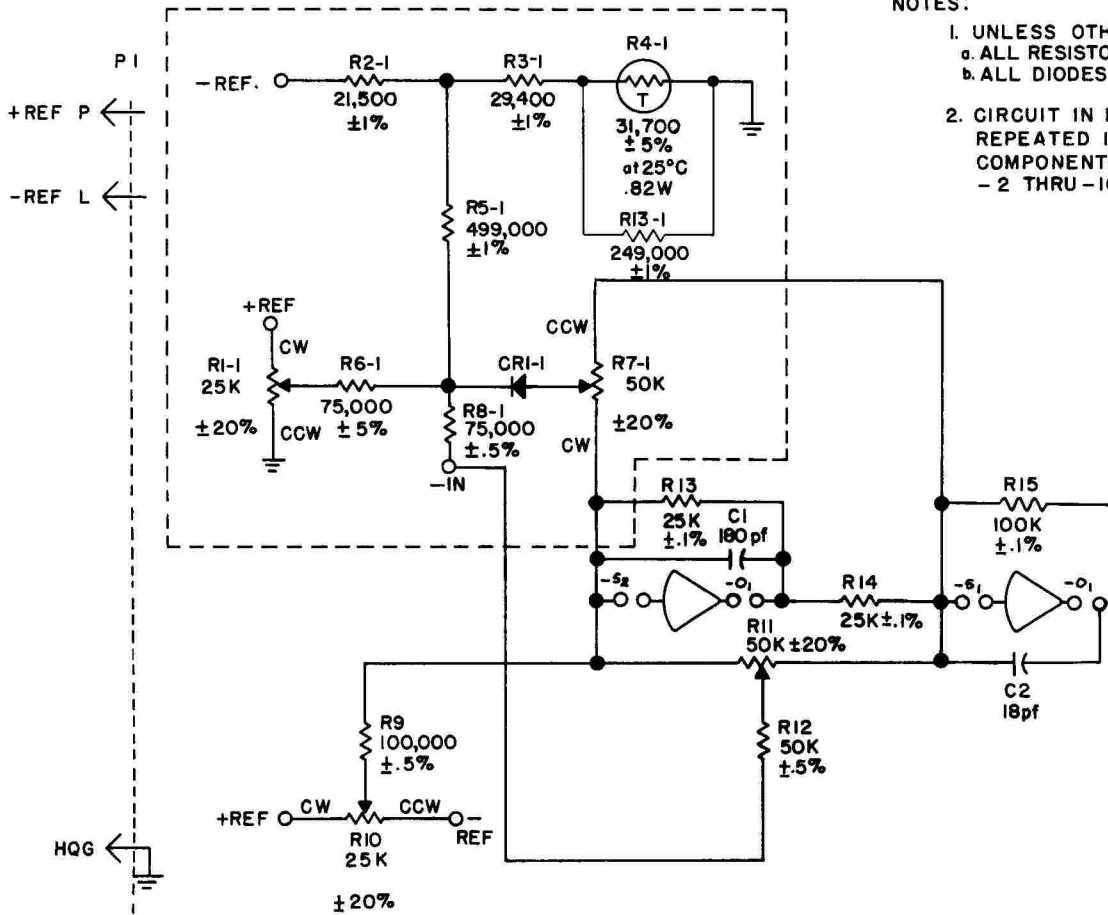 NOTES:
1. UNLESS OTH
a. ALL RESISTO
b. ALL DIODES
2. CIRCUIT IN
REPEATED
COMPONENT
-2 THRU -1
P1
+REF P
-REF L
HQG
-REF.
R2-1
21,500
±1%
R3-1
29,400
±1%
R4-1
T
31,700
±5%
at 25°C
.82W
R13-1
249,000
±1%
R5-1
499,000
±1%
+REF
CW
R1-1
25K
±20%
CCW
R6-1
75,000
±5%
CR1-1
CCW
R7-1
50K
±20%
CW
R8-1
75,000
±.5%
-IN
R13
25K
±.1%
C1
180pf
R15
100K
±.1%
-S2
-O1
R14
25K±.1%
-S1
-O1
R11
50K±20%
C2
18pf
R9
100,000
±.5%
R12
50K
±.5%
+REF
CW
CCW
-
REF
R10
25K
±20%